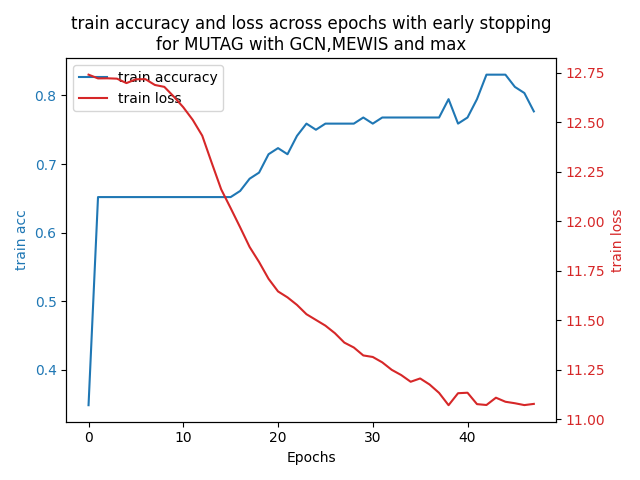 train accuracy and loss across epochs with early stopping
for MUTAG with GCN,MEWIS and max
train accuracy
train loss
0.8
0.7
0.6
0.5
0.4
train acc
12.75
12.50
12.25
12.00
11.75
11.50
11.25
11.00
train loss
0
10
20
30
40
Epochs